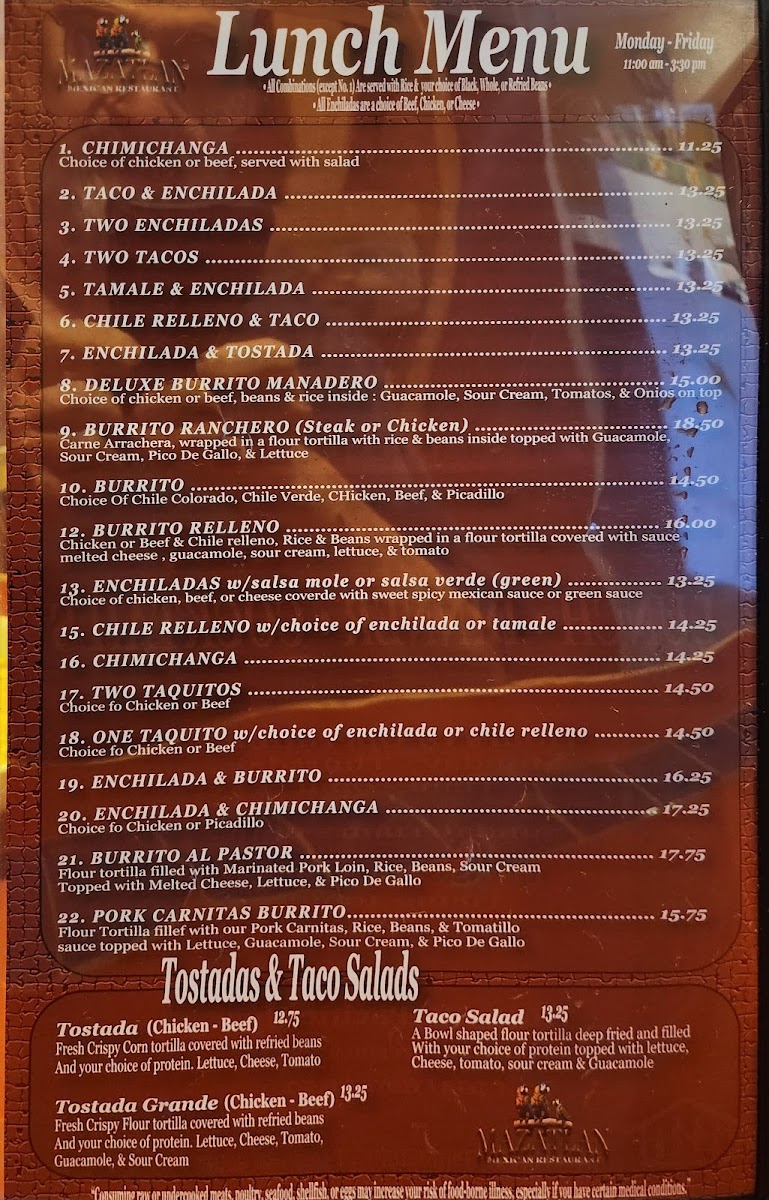 MAZATLAN
MEXICAN RESTAURANT
Lunch Menu
Monday - Friday
11:00 am - 3:30 pm
• All Combinations (except No. 1) Are served with Rice & your choice of Black, Whole, or Refried Beans •
• All Enchiladas are a choice of Beef, Chicken, or Cheese •
1. CHIMICHANGA ........ 11.25
Choice of chicken or beef, served with salad
2. TACO & ENCHILADA ........ 13.25
3. TWO ENCHILADAS ........ 13.25
4. TWO TACOS ........ 13.25
5. TAMALE & ENCHILADA ........ 13.25
6. CHILE RELLENO & TACO ........ 13.25
7. ENCHILADA & TOSTADA ........ 13.25
8. DELUXE BURRITO MANADERO ........ 15.00
Choice of chicken or beef, beans & rice inside : Guacamole, Sour Cream, Tomatos, & Onios on top
9. BURRITO RANCHERO (Steak or Chicken) ........ 18.50
Carne Arrachera, wrapped in a flour tortilla with rice & beans inside topped with Guacamole,
Sour Cream, Pico De Gallo, & Lettuce
10. BURRITO ........ 14.50
Choice Of Chile Colorado, Chile Verde, CHicken, Beef, & Picadillo
12. BURRITO RELLENO ........ 16.00
Chicken or Beef & Chile relleno, Rice & Beans wrapped in a flour tortilla covered with sauce
melted cheese , guacamole, sour cream, lettuce, & tomato
13. ENCHILADAS w/salsa mole or salsa verde (green) ........ 13.25
Choice of chicken, beef, or cheese coverde with sweet spicy mexican sauce or green sauce
15. CHILE RELLENO w/choice of enchilada or tamale ........ 14.25
16. CHIMICHANGA ........ 14.25
17. TWO TAQUITOS ........ 14.50
Choice fo Chicken or Beef
18. ONE TAQUITO w/choice of enchilada or chile relleno ........ 14.50
Choice fo Chicken or Beef
19. ENCHILADA & BURRITO ........ 16.25
20. ENCHILADA & CHIMICHANGA ........ 17.25
Choice fo Chicken or Picadillo
21. BURRITO AL PASTOR ........ 17.75
Flour tortilla filled with Marinated Pork Loin, Rice, Beans, Sour Cream
Topped with Melted Cheese, Lettuce, & Pico De Gallo
22. PORK CARNITAS BURRITO........ 15.75
Flour Tortilla fillef with our Pork Carnitas, Rice, Beans, & Tomatillo
sauce topped with Lettuce, Guacamole, Sour Cream, & Pico De Gallo
Tostadas & Taco Salads
Tostada (Chicken - Beef) 12.75
Fresh Crispy Corn tortilla covered with refried beans
And your choice of protein. Lettuce, Cheese, Tomato
Tostada Grande (Chicken - Beef) 13.25
Fresh Crispy Flour tortilla covered with refried beans
And your choice of protein. Lettuce, Cheese, Tomato,
Guacamole, & Sour Cream
Taco Salad 13.25
A Bowl shaped flour tortilla deep fried and filled
With your choice of protein topped with lettuce,
Cheese, tomato, sour cream & Guacamole
MAZATLAN
MEXICAN RESTAURANT
"Consuming raw or undercooked meats, poultry, seafood, shellfish, or eggs may increase your risk of food-borne illness, especially if you have certain medical conditions."